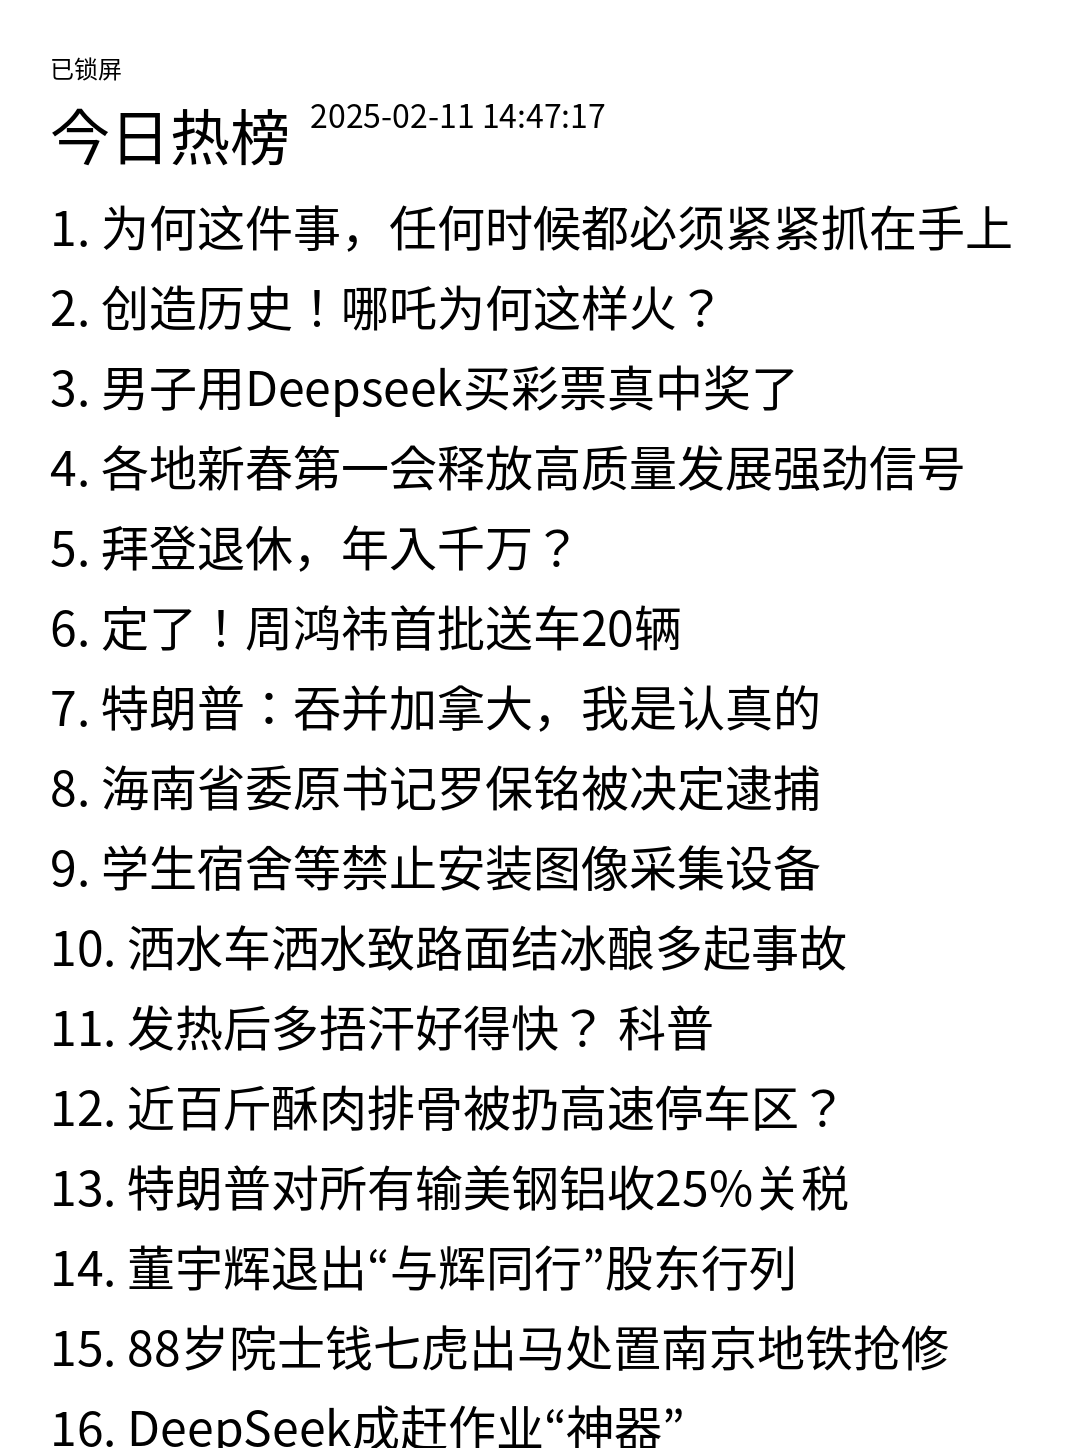 已锁屏
今日热榜 2025-02-11 14:47:17
1. 为何这件事，任何时候都必须紧紧抓在手上
2. 创造历史！哪吒为何这样火？
3. 男子用Deepseek买彩票真中奖了
4. 各地新春第一会释放高质量发展强劲信号
5. 拜登退休，年入千万？
6. 定了！周鸿祎首批送车20辆
7. 特朗普：吞并加拿大，我是认真的
8. 海南省委原书记罗保铭被决定逮捕
9. 学生宿舍等禁止安装图像采集设备
10. 洒水车洒水致路面结冰酿多起事故
11. 发热后多捂汗好得快？ 科普
12. 近百斤酥肉排骨被扔高速停车区？
13. 特朗普对所有输美钢铝收25%关税
14. 董宇辉退出“与辉同行”股东行列
15. 88岁院士钱七虎出马处置南京地铁抢修
16. DeepSeek成赶作业“神器”